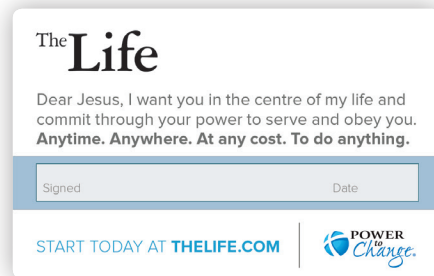 The Life
Dear Jesus, I want you in the centre of my life and
commit through your power to serve and obey you.
Anytime. Anywhere. At any cost. To do anything.
Signed Date
START TODAY AT THELIFE.COM
POWER
to
Change®